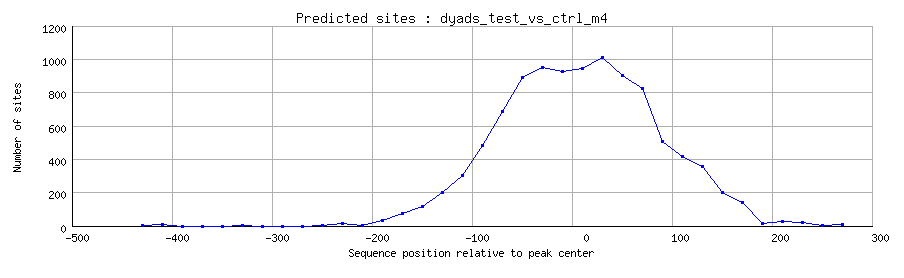 Predicted sites : dyads_test_vs_ctrl_m4
1200
1000
800
600
400
200
0
Number of sites
-500 -400 -300 -200 -100 0 100 200 300
Sequence position relative to peak center